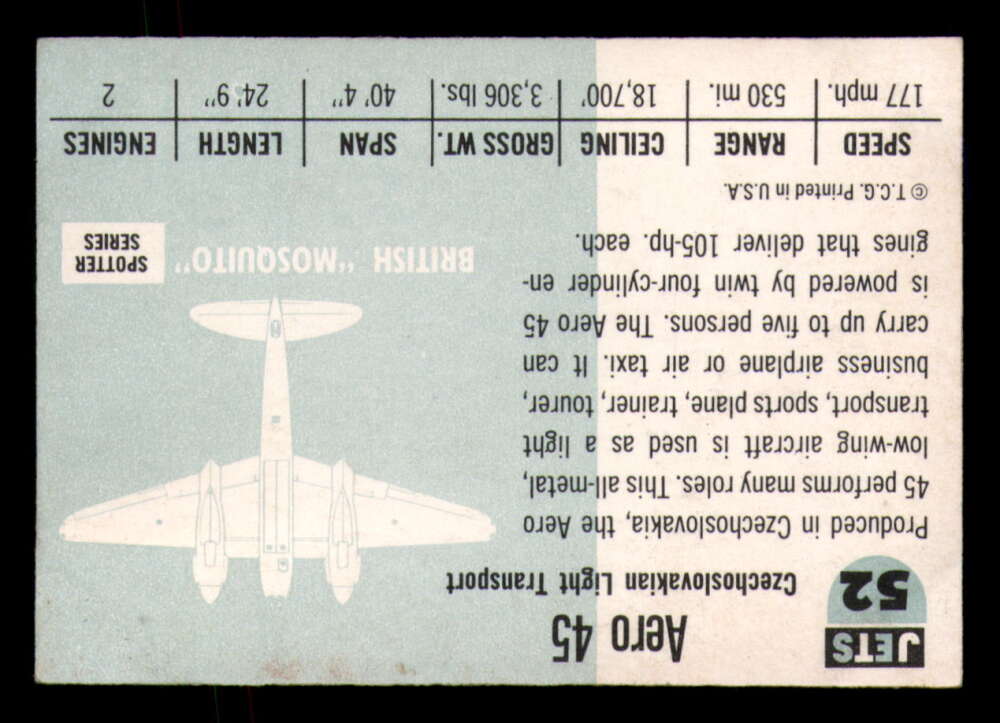 JETS
52
Aero 45
Czechoslovakian Light Transport
Produced in Czechoslovakia, the Aero
45 performs many roles. This all-metal,
low-wing aircraft is used as a light
transport, sports plane, trainer, tourer,
business airplane or air taxi. It can
carry up to five persons. The Aero 45
is powered by twin four-cylinder en-
gines that deliver 105-hp. each.
© T.C.G. Printed in U.S.A.
BRITISH "MOSQUITO"
SPOTTER
SERIES
SPEED RANGE CEILING GROSS WT. SPAN LENGTH ENGINES
177 mph. 530 mi. 18,700' 3,306 lbs. 40' 4" 24' 9" 2